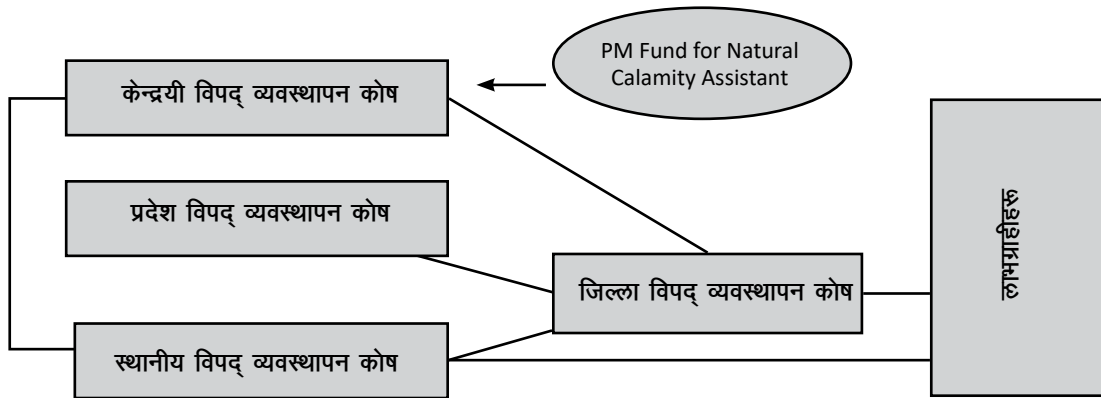 PM Fund for Natural
Calamity Assistant
केन्द्रयी विपद् व्यवस्थापन कोष
प्रदेश विपद् व्यवस्थापन कोष
जिल्ला विपद् व्यवस्थापन कोष
स्थानीय विपद् व्यवस्थापन कोष
लाभग्राहीहरू